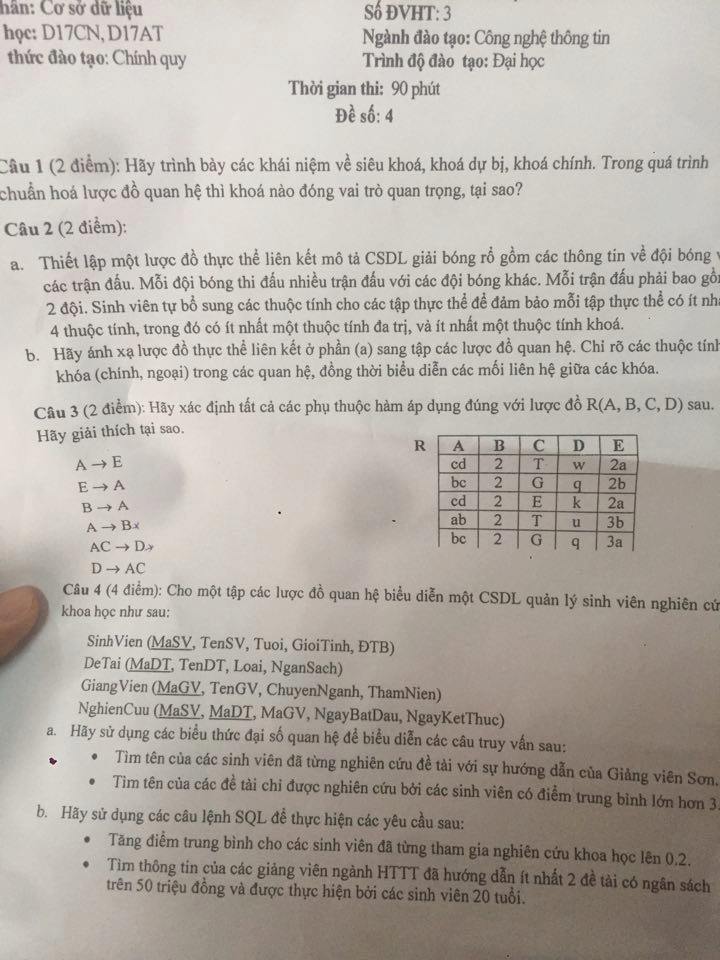 hần: Cơ sở dữ liệu
Số ĐVHT: 3
học: D17CN, D17AT
Ngành đào tạo: Công nghệ thông tin
thức đào tạo: Chính quy
Trình độ đào tạo: Đại học
Thời gian thi: 90 phút
Đề số: 4
Câu 1 (2 điểm): Hãy trình bày các khái niệm về siêu khoá, khoá dự bị, khoá chính. Trong quá trình
chuẩn hoá lược đồ quan hệ thì khoá nào đóng vai trò quan trọng, tại sao?
Câu 2 (2 điểm):
a. Thiết lập một lược đồ thực thể liên kết mô tả CSDL giải bóng rổ gồm các thông tin về đội bóng v
các trận đấu. Mỗi đội bóng thi đấu nhiều trận đấu với các đội bóng khác. Mỗi trận đấu phải bao gồ
2 đội. Sinh viên tự bổ sung các thuộc tính cho các tập thực thể để đảm bảo mỗi tập thực thể có ít nh
4 thuộc tính, trong đó có ít nhất một thuộc tính đa trị, và ít nhất một thuộc tính khoá.
b. Hãy ánh xạ lược đồ thực thể liên kết ở phần (a) sang tập các lược đồ quan hệ. Chỉ rõ các thuộc tính
khóa (chính, ngoại) trong các quan hệ, đồng thời biểu diễn các mối liên hệ giữa các khóa.
Câu 3 (2 điểm): Hãy xác định tất cả các phụ thuộc hàm áp dụng đúng với lược đồ R(A, B, C, D) sau.
Hãy giải thích tại sao.
A → E
E → A
B → A
A → B x
AC → D
D → AC
R A B C D E
cd 2 T w 2a
bc 2 G q 2b
cd 2 E k 2a
ab 2 T u 3b
bc 2 G q 3a
Câu 4 (4 điểm): Cho một tập các lược đồ quan hệ biểu diễn một CSDL quản lý sinh viên nghiên cứ
khoa học như sau:
SinhVien (MaSV, TenSV, Tuoi, GioiTinh, ĐTB)
DeTai (MaDT, TenDT, Loai, NganSach)
GiangVien (MaGV, TenGV, ChuyenNganh, ThamNien)
NghienCuu (MaSV, MaDT, MaGV, NgayBatDau, NgayKetThuc)
a. Hãy sử dụng các biểu thức đại số quan hệ để biểu diễn các câu truy vấn sau:
• Tìm tên của các sinh viên đã từng nghiên cứu đề tài với sự hướng dẫn của Giảng viên Sơn.
• Tìm tên của các đề tài chỉ được nghiên cứu bởi các sinh viên có điểm trung bình lớn hơn 3.
b. Hãy sử dụng các câu lệnh SQL để thực hiện các yêu cầu sau:
• Tăng điểm trung bình cho các sinh viên đã từng tham gia nghiên cứu khoa học lên 0.2.
• Tìm thông tin của các giảng viên ngành HTTT đã hướng dẫn ít nhất 2 đề tài có ngân sách
trên 50 triệu đồng và được thực hiện bởi các sinh viên 20 tuổi.